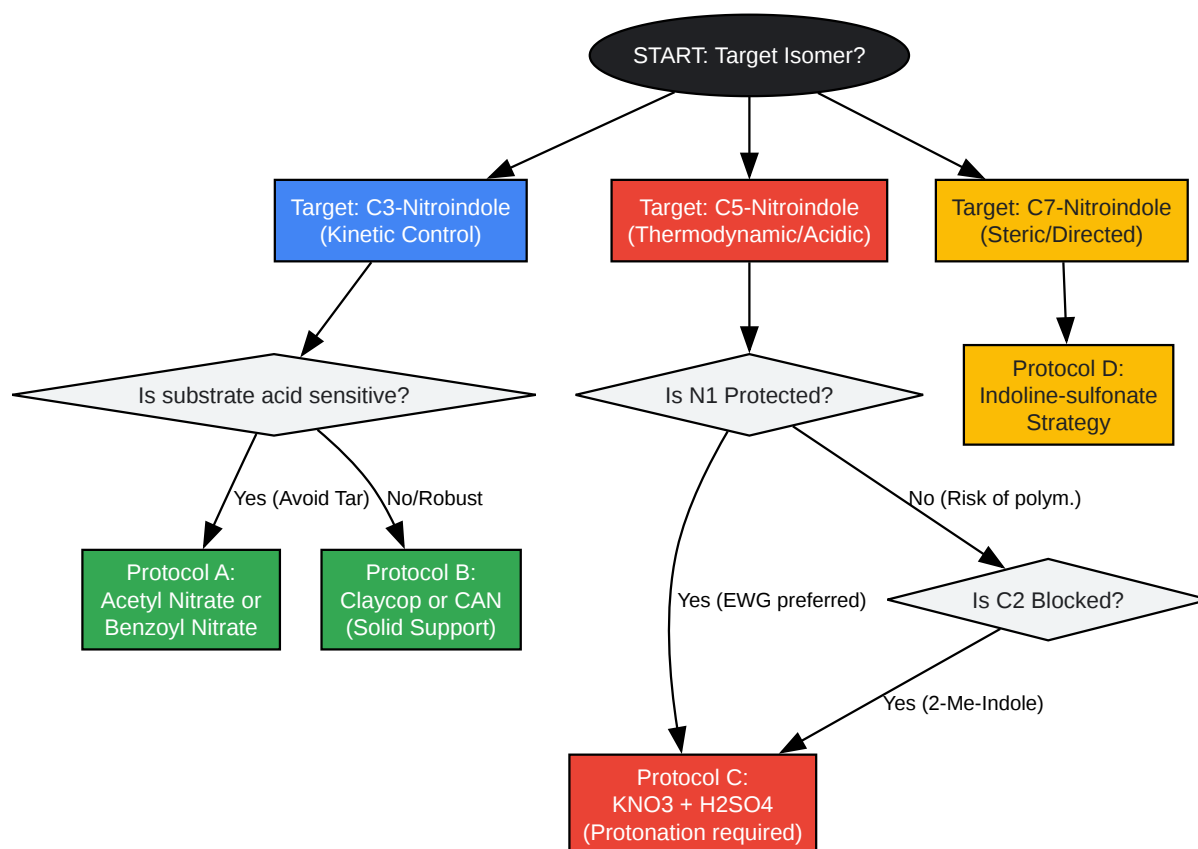 START: Target Isomer?
Target: C3-Nitroindole
(Kinetic Control)
Target: C5-Nitroindole
(Thermodynamic/Acidic)
Target: C7-Nitroindole
(Steric/Directed)
Is substrate acid sensitive?
Is N1 Protected?
Protocol D:
Indoline-sulfonate
Strategy
Yes (Avoid Tar)
No/Robust
No (Risk of polym.)
Protocol A:
Acetyl Nitrate or
Benzoyl Nitrate
Protocol B:
Claycop or CAN
(Solid Support)
Yes (EWG preferred)
Is C2 Blocked?
Yes (2-Me-Indole)
Protocol C:
KNO3 + H2SO4
(Protonation required)